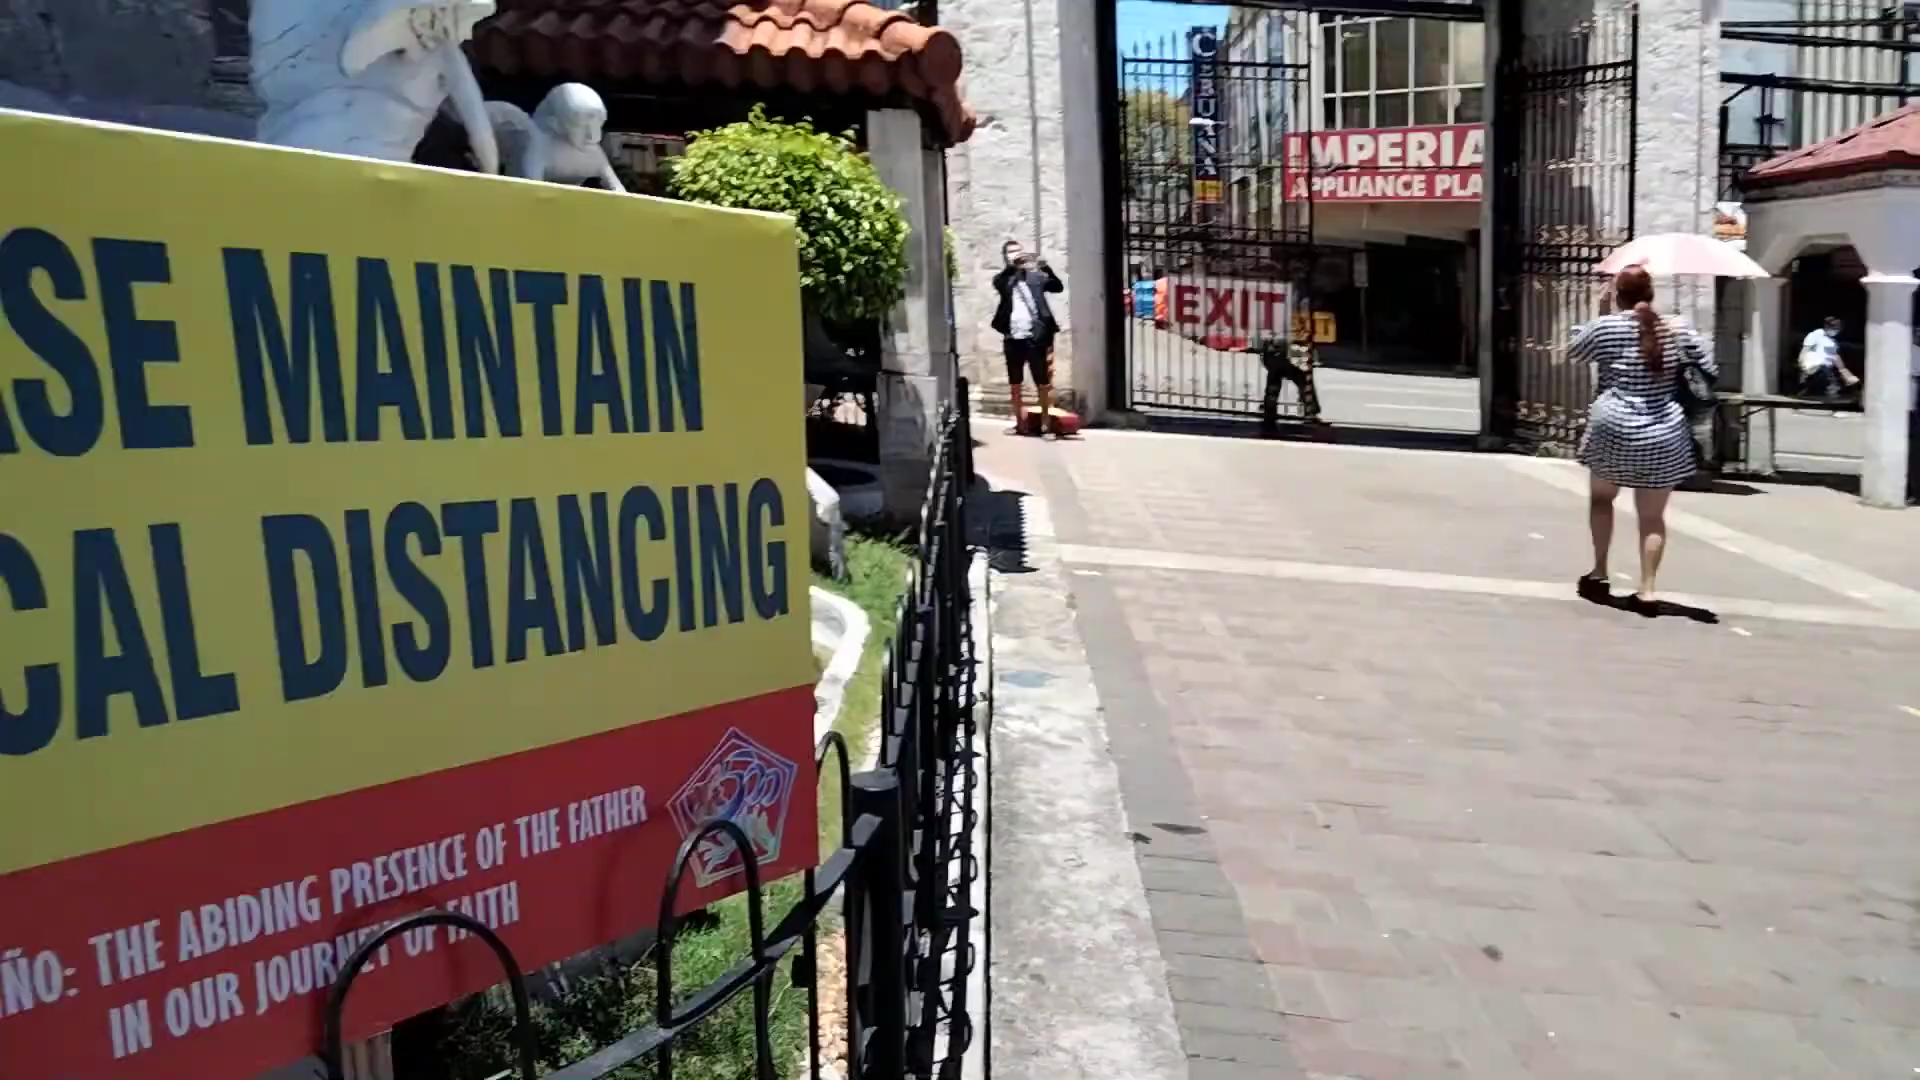 SE MAINTAIN
CAL DISTANCING
ÑO: THE ABIDING PRESENCE OF THE FATHER
IN OUR JOURNEY OF FAITH
500
CEBUANA
IMPERIA
APPLIANCE PLA
EXIT